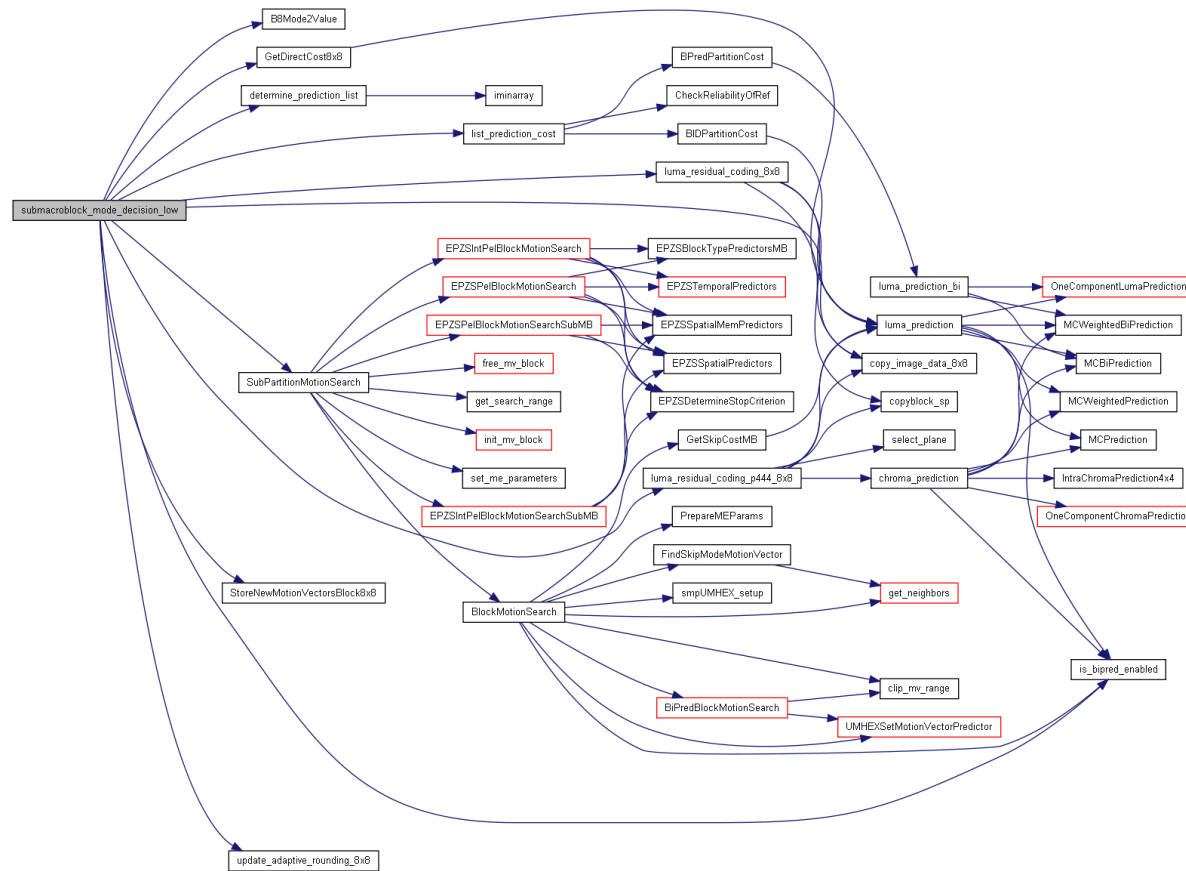 B8Mode2Value
GetDirectCost8x8
BPredPartitionCost
determine_prediction_list
iminarray
CheckReliabilityOfRef
list_prediction_cost
BIDPartitionCost
luma_residual_coding_8x8
submacroblock_mode_decision_low
EPZSIntPelBlockMotionSearch
EPZSBlockTypePredictorsMB
EPZSPelBlockMotionSearch
EPZSTemporalPredictors
luma_prediction_bi
OneComponentLumaPrediction
EPZSPelBlockMotionSearchSubMB
EPZSSpatialMemPredictors
luma_prediction
MCWeightedBiPrediction
free_mv_block
EPZSSpatialPredictors
copy_image_data_8x8
MCBiPrediction
SubPartitionMotionSearch
get_search_range
EPZSDetermineStopCriterion
copyblock_sp
MCWeightedPrediction
init_mv_block
GetSkipCostMB
select_plane
MCPrediction
set_me_parameters
luma_residual_coding_p444_8x8
chroma_prediction
IntraChromaPrediction4x4
EPZSIntPelBlockMotionSearchSubMB
PrepareMEParams
OneComponentChromaPrediction
FindSkipModeMotionVector
StoreNewMotionVectorsBlock8x8
smpUMHEX_setup
get_neighbors
BlockMotionSearch
is_bipred_enabled
clip_mv_range
BiPredBlockMotionSearch
UMHEXSetMotionVectorPredictor
update_adaptive_rounding_8x8